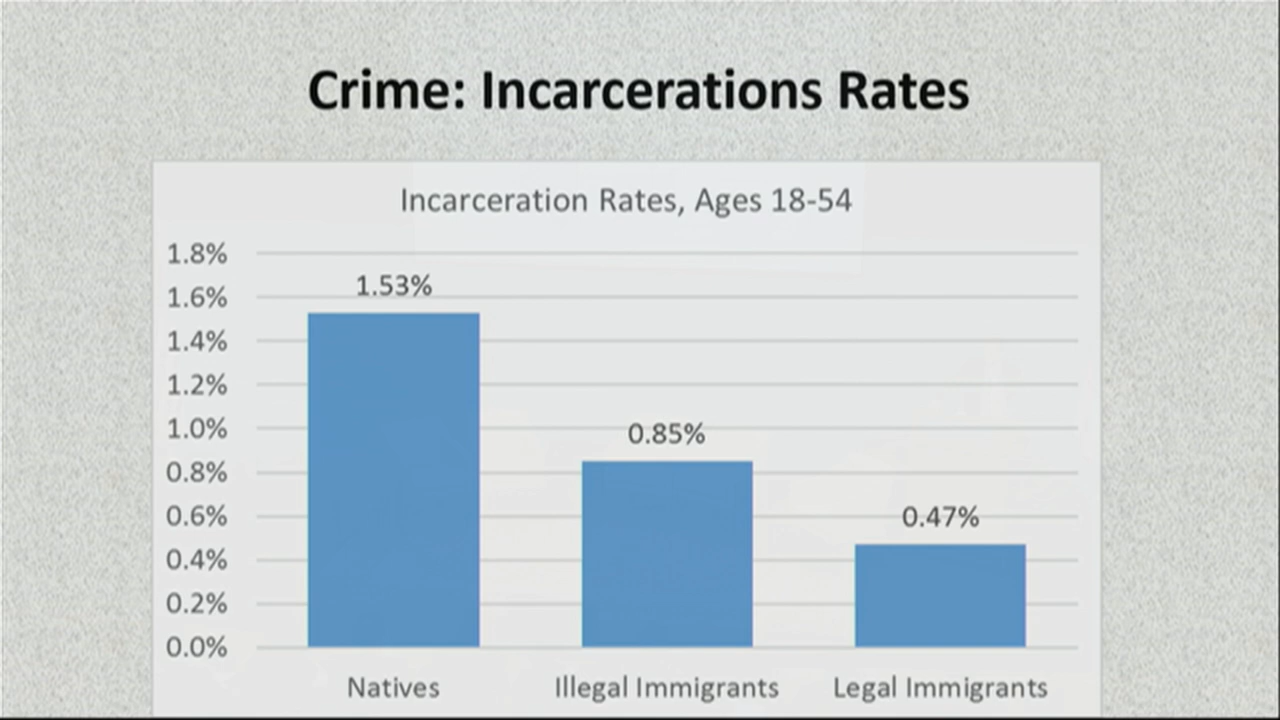 Crime: Incarcerations Rates
Incarceration Rates, Ages 18-54
1.8%
1.6%
1.4%
1.2%
1.0%
0.8%
0.6%
0.4%
0.2%
0.0%
1.53%
0.85%
0.47%
Natives
Illegal Immigrants
Legal Immigrants